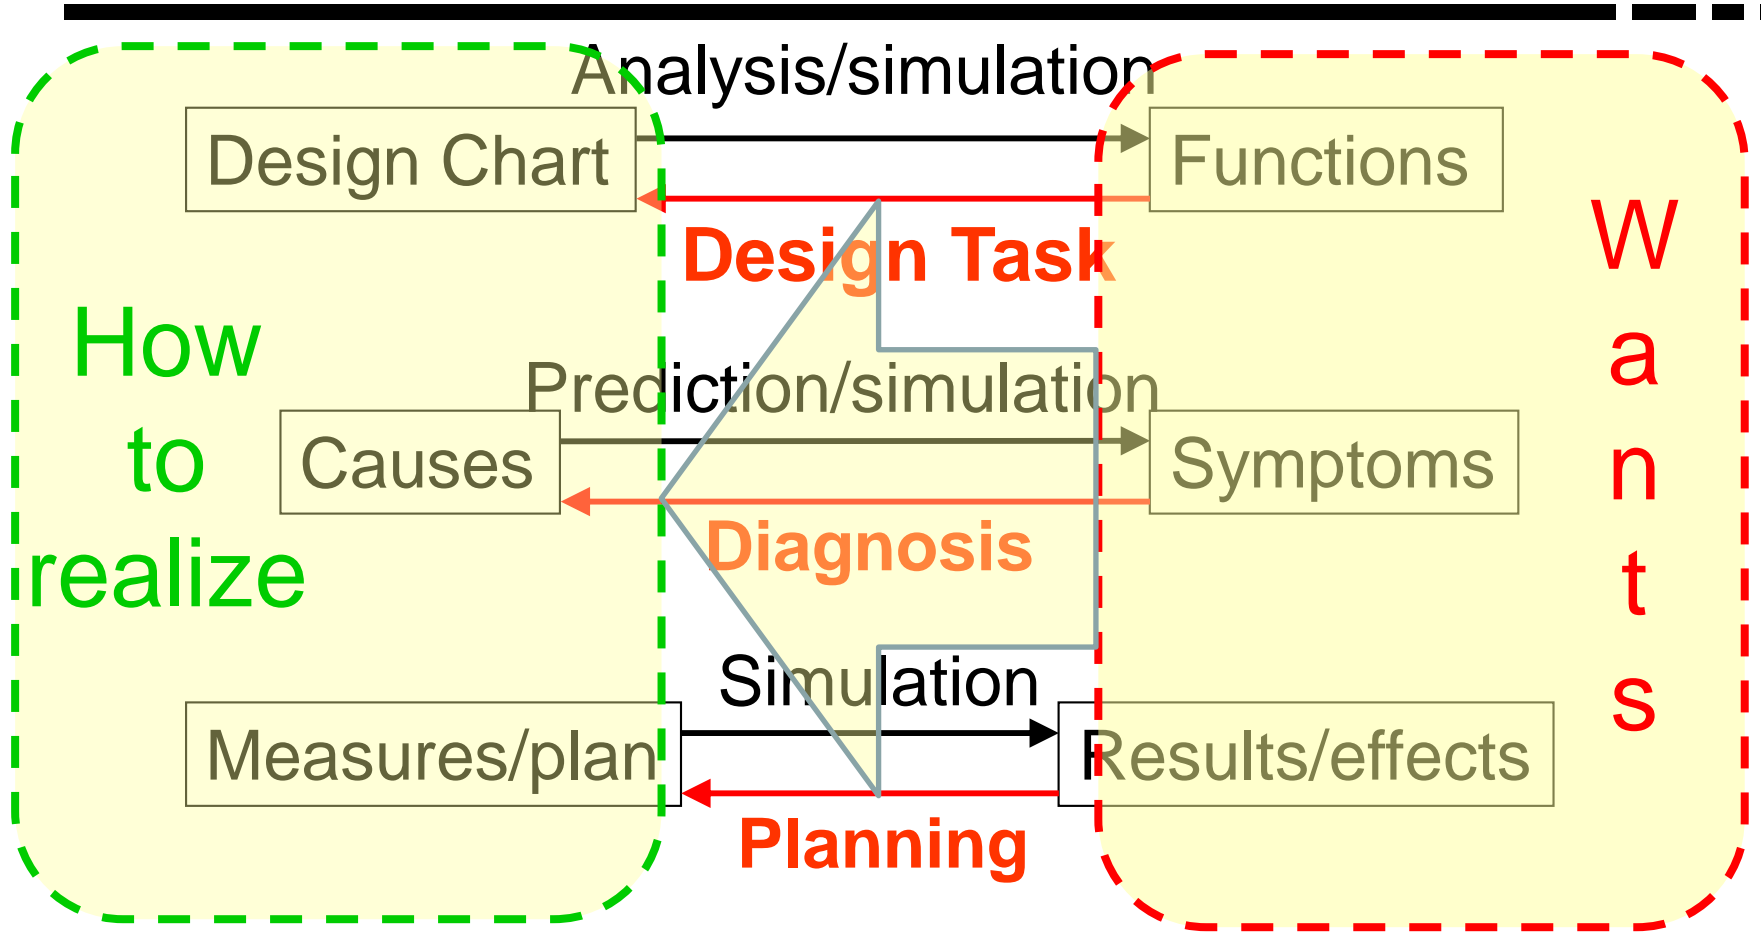 Analysis/simulation
Design Chart
Functions
Design Task
How
to
realize
Prediction/simulation
Causes
Symptoms
Diagnosis
Simulation
Measures/plan
Results/effects
Planning
W
a
n
t
s